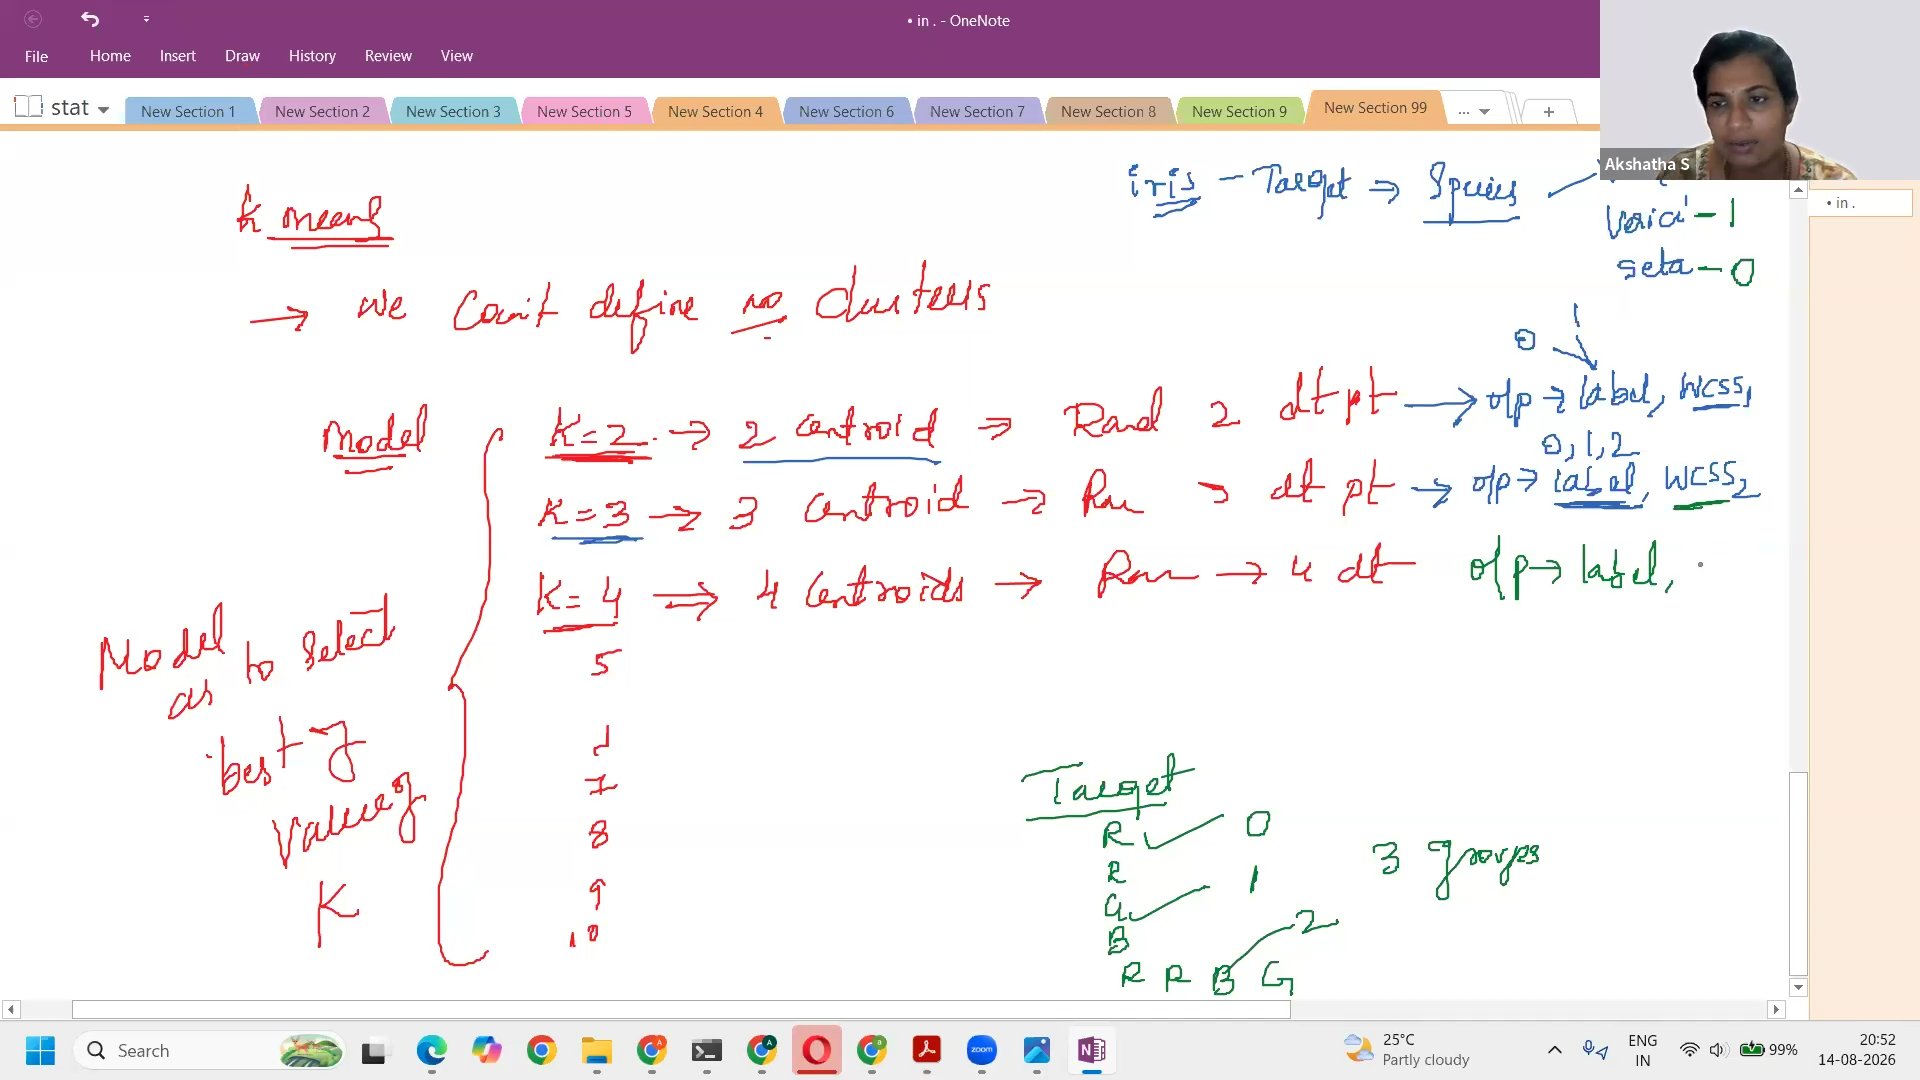 • in . - OneNote
File Home Insert Draw History Review View
stat New Section 1 New Section 2 New Section 3 New Section 5 New Section 4 New Section 6 New Section 7 New Section 8 New Section 9 New Section 99 ... +
Akshatha S
• in .
iris - Target ⇒ Species
k means
- 1
seta - 0
→ we can't define no clusters
0 1
Model
K=2 → 2 centroid ⇒ Rand 2 dt pt → o/p → label, WCSS1
0,1,2
K=3 → 3 centroid → Ran 3 dt pt → o/p → label, WCSS2
K=4 ⇒ 4 centroids → Ran → 4 dt o/p → label,
5
7
8
9
10
Model as to select
best
value of
K
Target
R 0
R
G 1
B
2
R R B G
3 groups
Search
zoom
25°C
Partly cloudy
ENG
IN
99%
20:52
14-08-2026